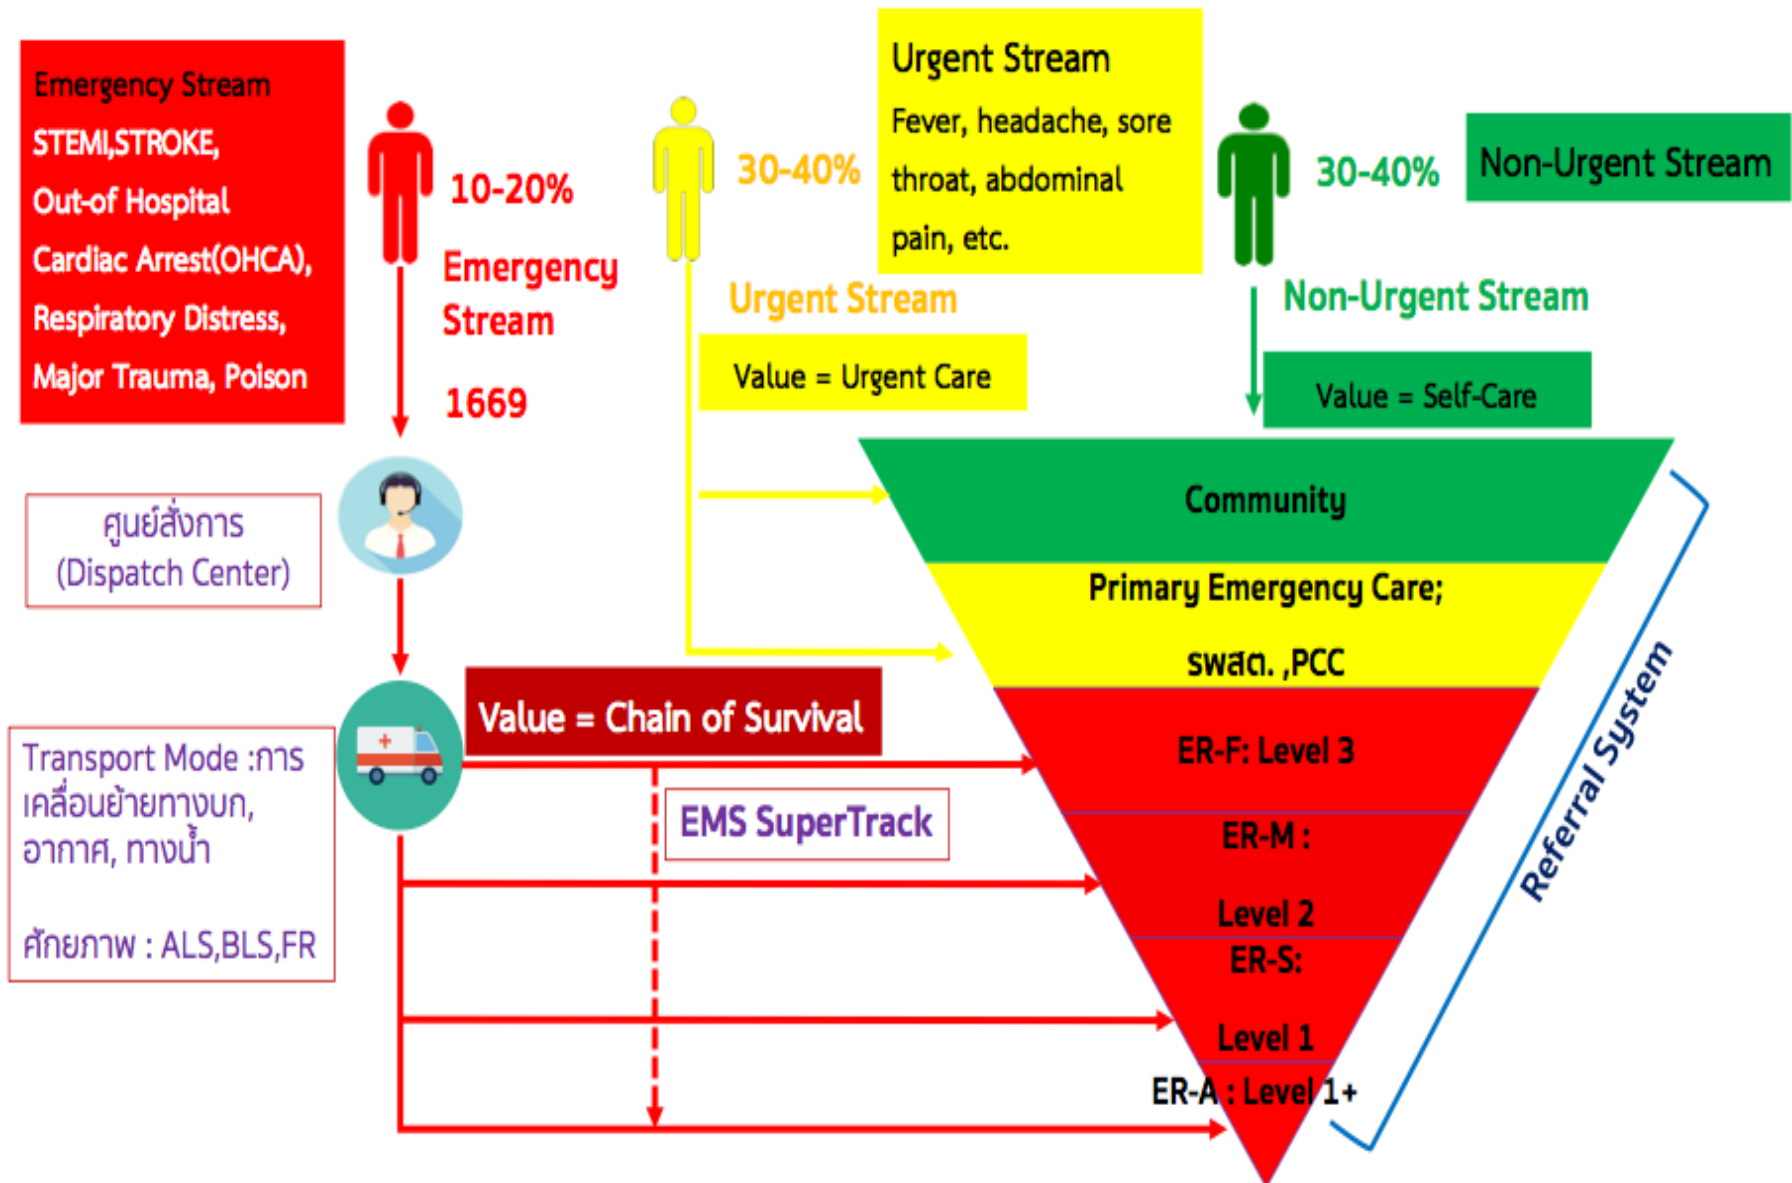 Emergency Stream
STEMI,STROKE,
Out-of Hospital
Cardiac Arrest(OHCA),
Respiratory Distress,
Major Trauma, Poison
10-20%
Emergency
Stream
1669
30-40%
Urgent Stream
Value = Urgent Care
Urgent Stream
Fever, headache, sore
throat, abdominal
pain, etc.
30-40%
Non-Urgent Stream
Non-Urgent Stream
Value = Self-Care
ศูนย์สั่งการ
(Dispatch Center)
Transport Mode :การ
เคลื่อนย้ายทางบก,
อากาศ, ทางน้ำ
ศักยภาพ : ALS,BLS,FR
Value = Chain of Survival
EMS SuperTrack
Community
Primary Emergency Care;
รพสต. ,PCC
ER-F: Level 3
ER-M :
Level 2
ER-S:
Level 1
ER-A : Level 1+
Referral System